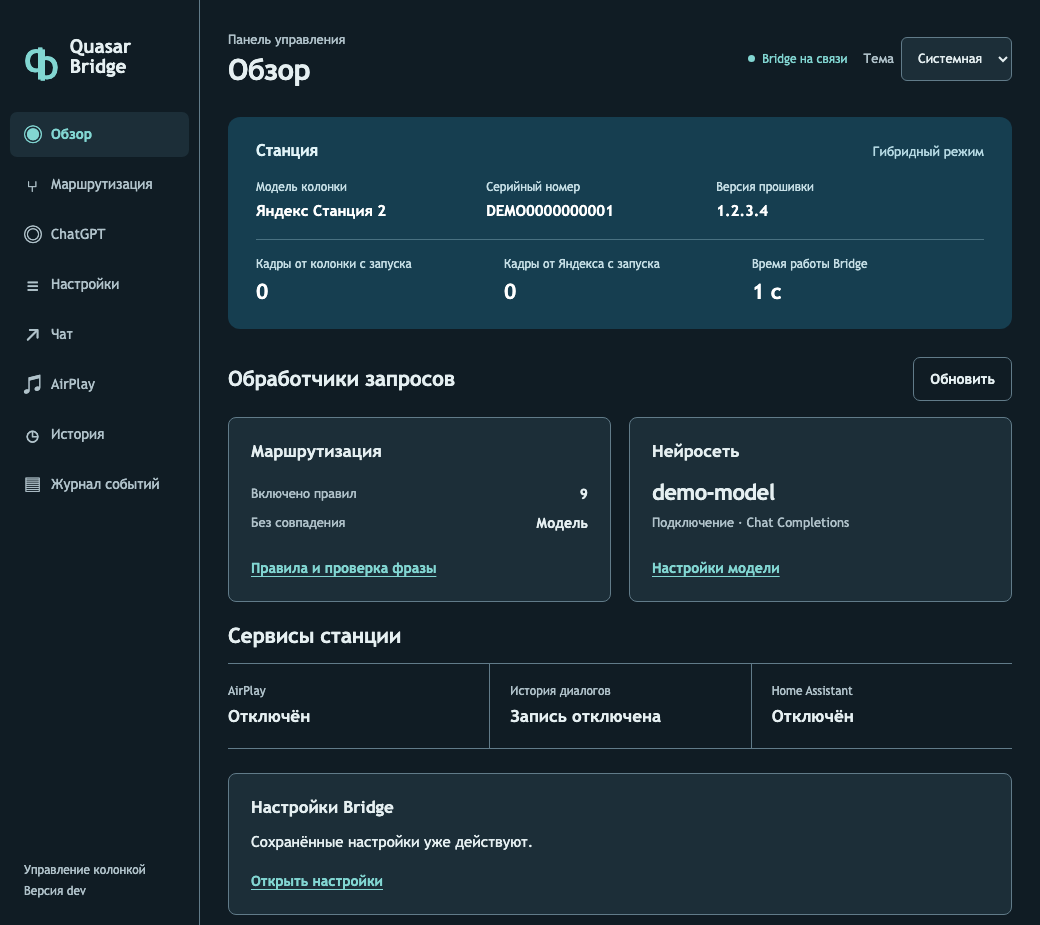 Quasar
Bridge
Обзор
Маршрутизация
ChatGPT
Настройки
Чат
AirPlay
История
Журнал событий
Управление колонкой
Версия dev
Панель управления
Обзор
Bridge на связи
Тема
Системная
Станция
Гибридный режим
Модель колонки
Яндекс Станция 2
Серийный номер
DEMO0000000001
Версия прошивки
1.2.3.4
Кадры от колонки с запуска
0
Кадры от Яндекса с запуска
0
Время работы Bridge
1 с
Обработчики запросов
Обновить
Маршрутизация
Включено правил
9
Без совпадения
Модель
Правила и проверка фразы
Нейросеть
demo-model
Подключение · Chat Completions
Настройки модели
Сервисы станции
AirPlay
Отключён
История диалогов
Запись отключена
Home Assistant
Отключён
Настройки Bridge
Сохранённые настройки уже действуют.
Открыть настройки